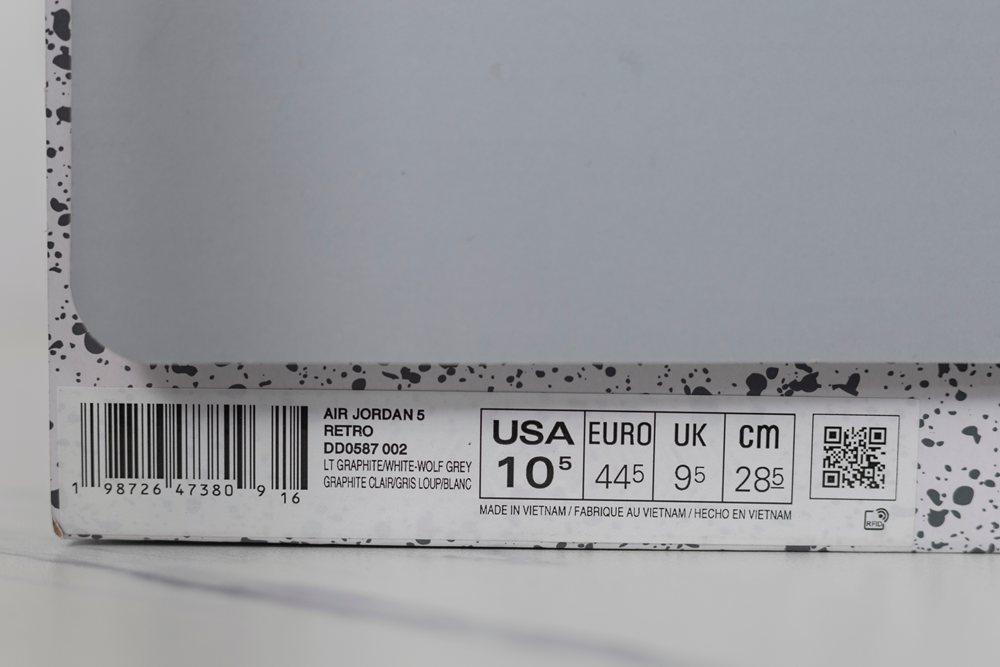 AIR JORDAN 5
RETRO
DD0587 002
LT GRAPHITE/WHITE-WOLF GREY
GRAPHITE CLAIR/GRIS LOUP/BLANC
1 98726 47380 9 16
USA EURO UK cm
10⁵ 44⁵ 9⁵ 28⁵
MADE IN VIETNAM / FABRIQUE AU VIETNAM / HECHO EN VIETNAM
RFID